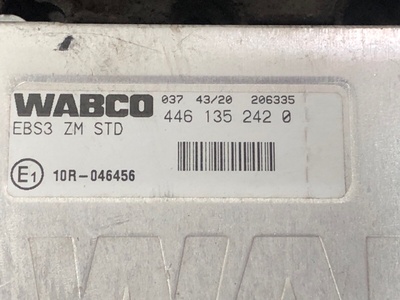 WABCO 037 43/20 206335
EBS3 ZM STD 446 135 242 0
E1 10R-046456